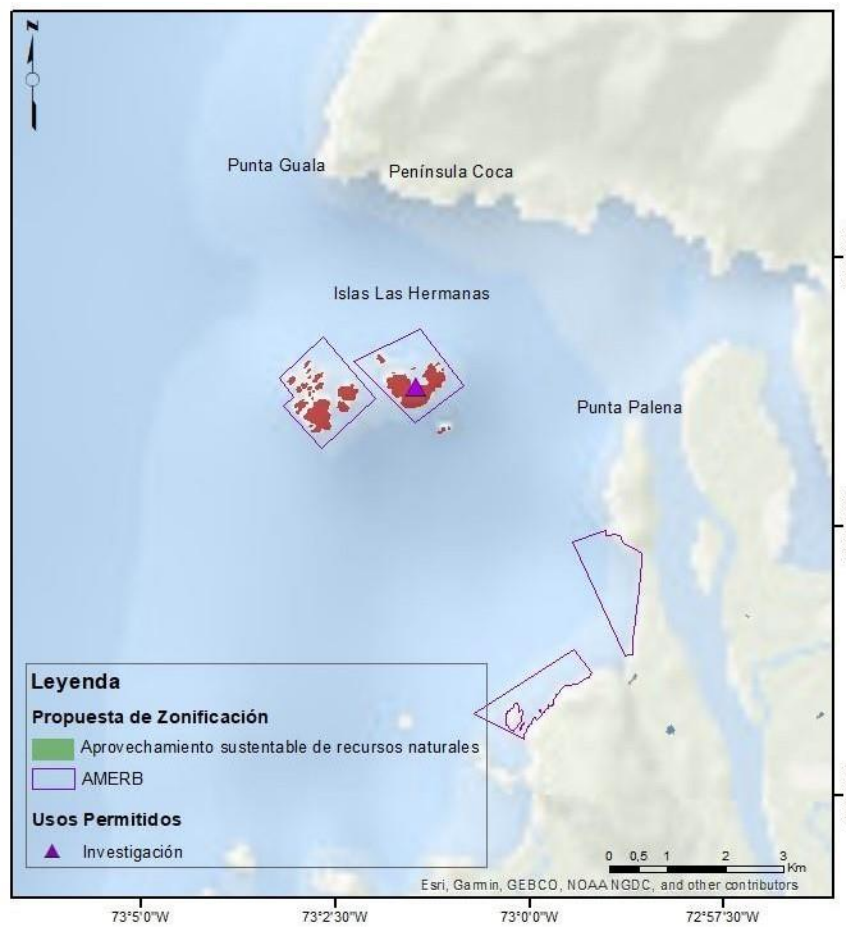 N
Punta Guala
Península Coca
Islas Las Hermanas
Punta Palena
Leyenda
Propuesta de Zonificación
Aprovechamiento sustentable de recursos naturales
AMERB
Usos Permitidos
Investigación
0 0,5 1 2 3
Km
Esri, Garmin, GEBCO, NOAA NGDC, and other contributors
73°5'0"W 73°2'30"W 73°0'0"W 72°57'30"W